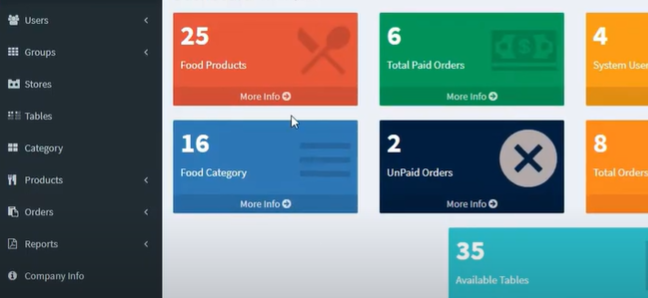 Users
Groups
Stores
Tables
Category
Products
Orders
Reports
Company Info
25
Food Products
More Info
6
Total Paid Orders
More Info
4
System User
16
Food Category
More Info
2
UnPaid Orders
More Info
8
Total Orders
35
Available Tables